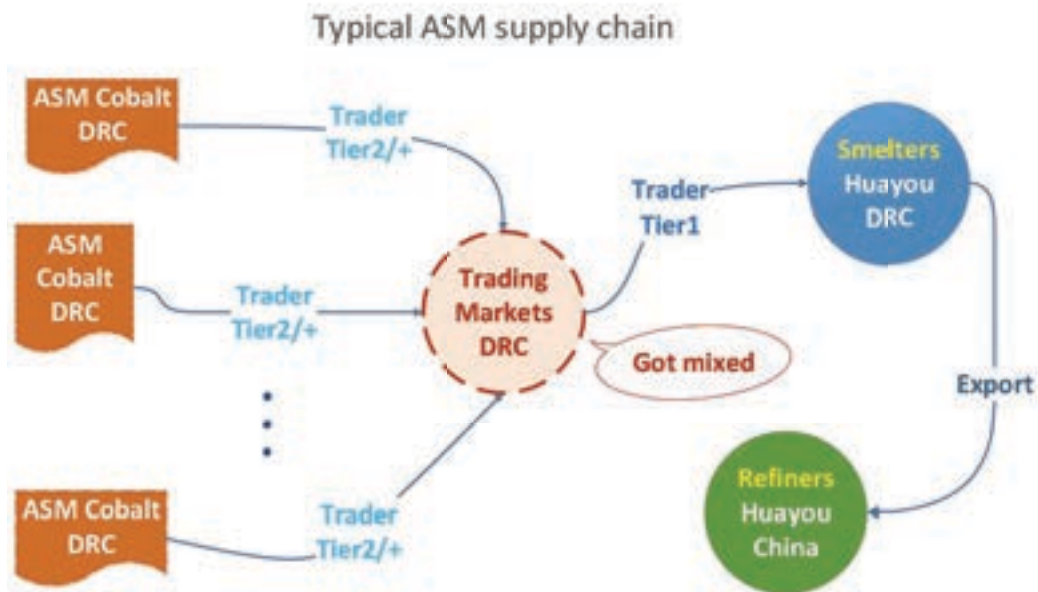 Typical ASM supply chain
ASM Cobalt
DRC
Trader
Tier2/+
Smelters
Huayou
DRC
Trader
Tier1
ASM
Cobalt
DRC
Trader
Tier2/+
Trading
Markets
DRC
Got mixed
Export
ASM Cobalt
DRC
Trader
Tier2/+
Refiners
Huayou
China